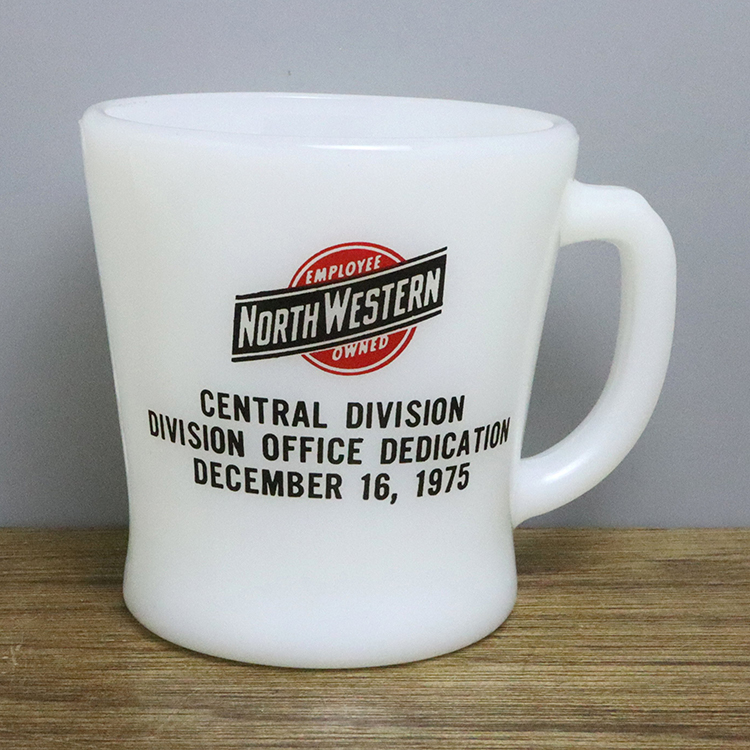 EMPLOYEE
NORTH WESTERN
OWNED
CENTRAL DIVISION
DIVISION OFFICE DEDICATION
DECEMBER 16, 1975